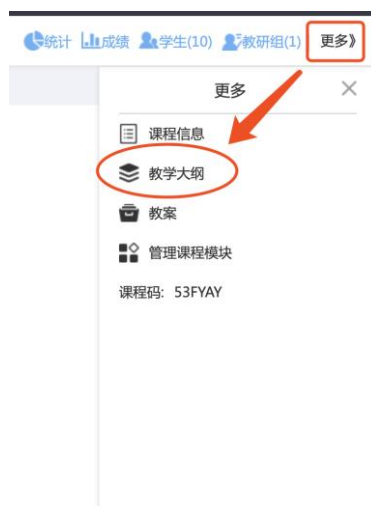 统计 成绩 学生(10) 教研组(1) 更多》
更多
课程信息
教学大纲
教案
管理课程模块
课程码: 53FYAY